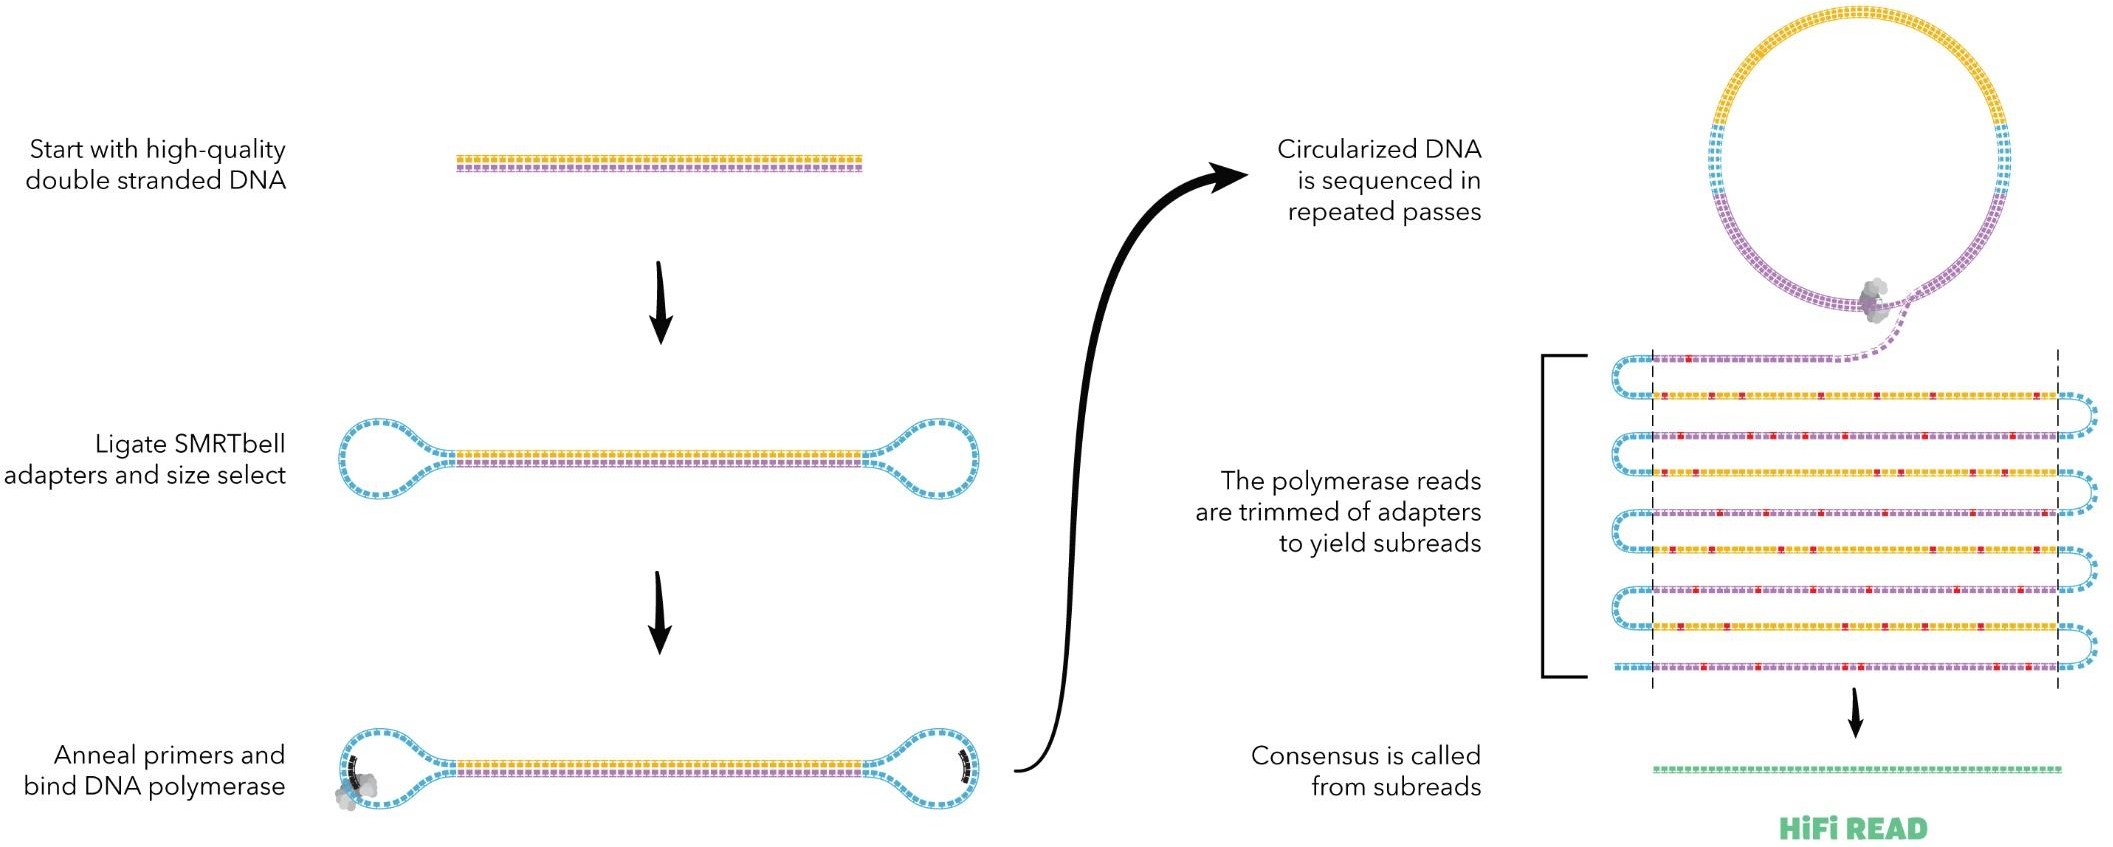 Start with high-quality
double stranded DNA
Ligate SMRTbell
adapters and size select
Anneal primers and
bind DNA polymerase
Circularized DNA
is sequenced in
repeated passes
The polymerase reads
are trimmed of adapters
to yield subreads
Consensus is called
from subreads
HiFi READ